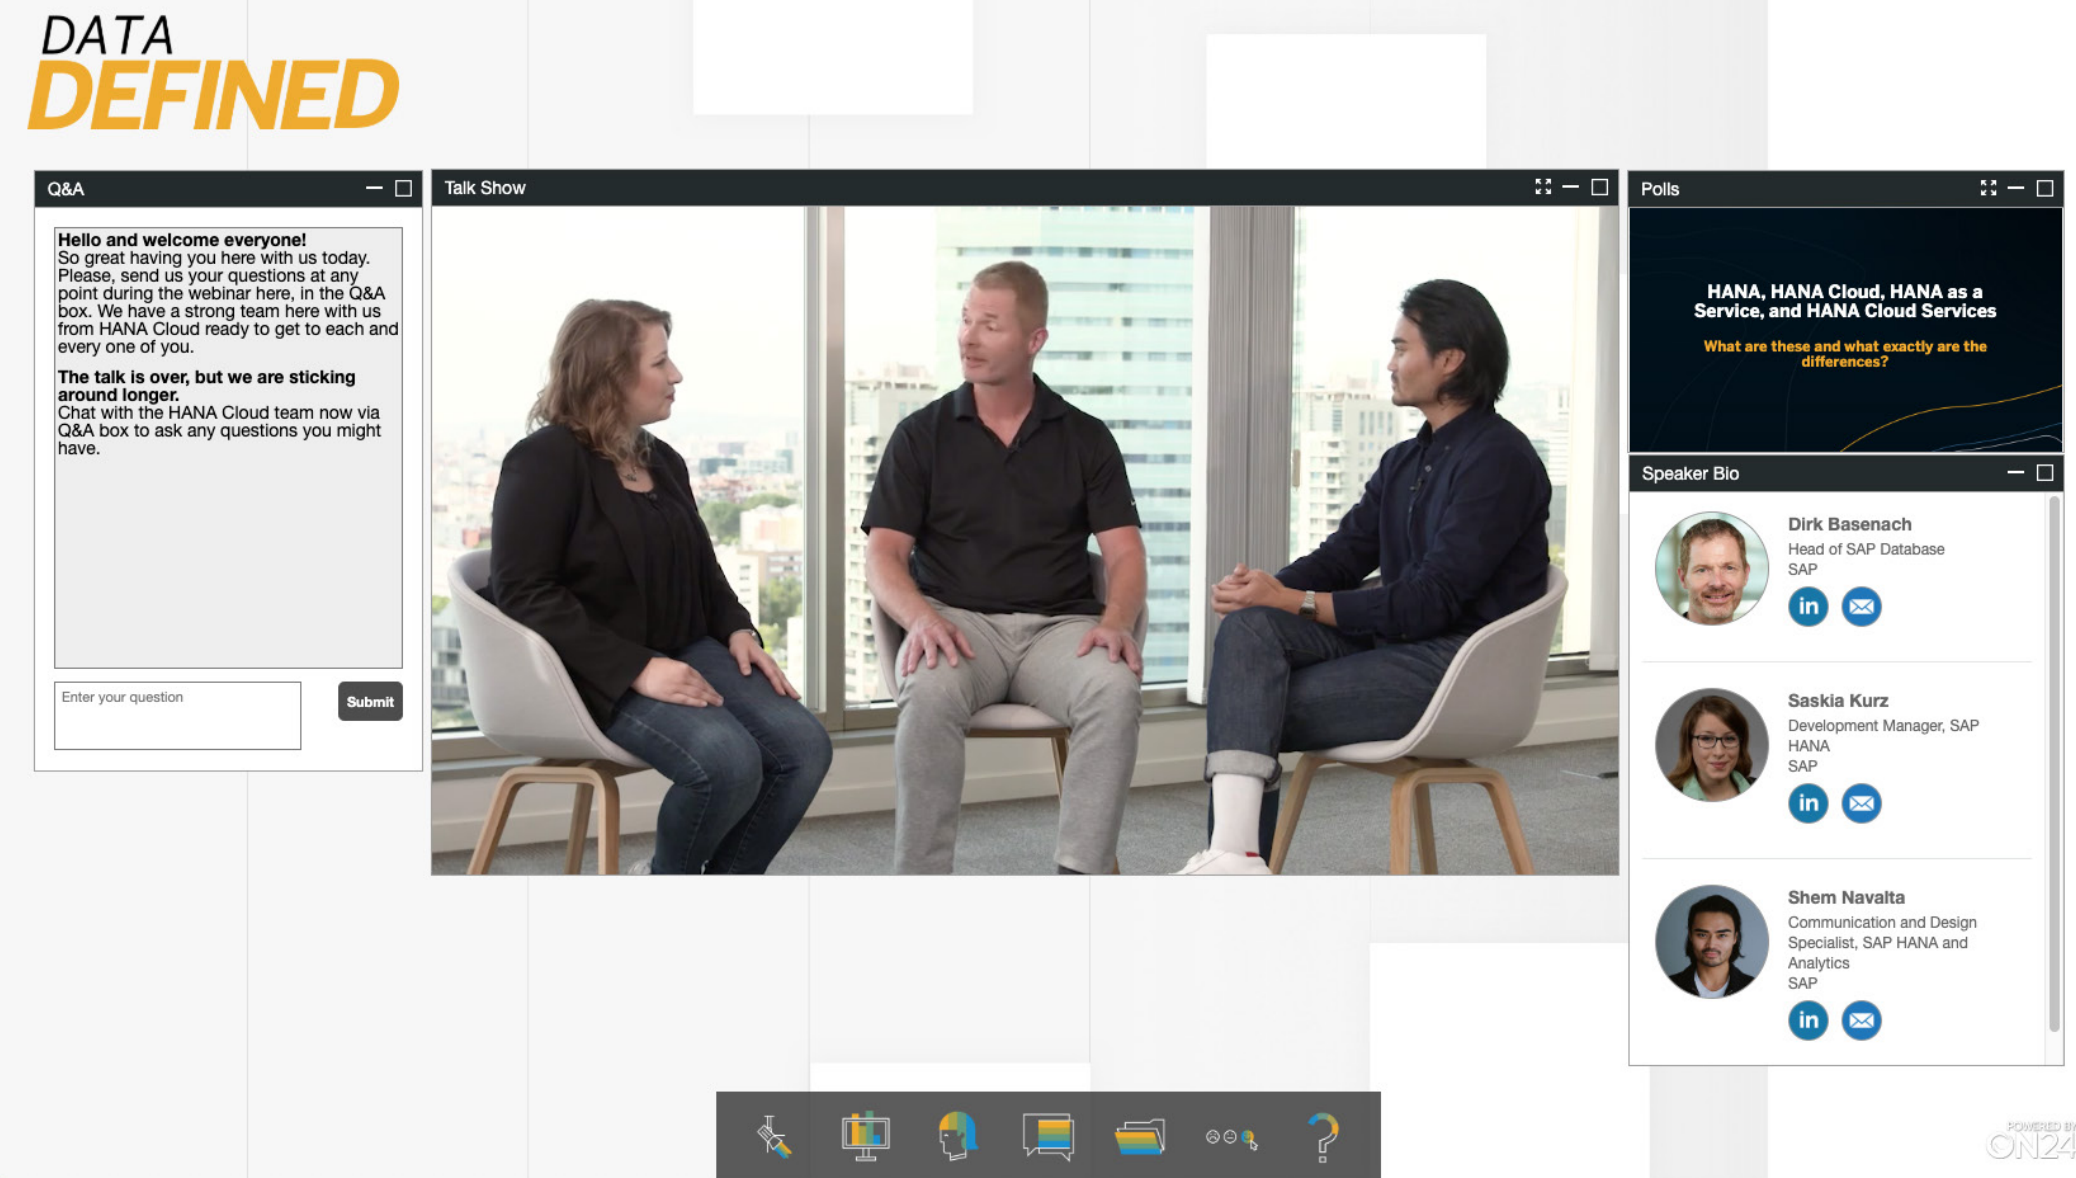 DATA
DEFINED
Q&A
Hello and welcome everyone!
So great having you here with us today.
Please, send us your questions at any
point during the webinar here, in the Q&A
box. We have a strong team here with us
from HANA Cloud ready to get to each and
every one of you.
The talk is over, but we are sticking
around longer.
Chat with the HANA Cloud team now via
Q&A box to ask any questions you might
have.
Enter your question
Submit
Talk Show
Polls
HANA, HANA Cloud, HANA as a
Service, and HANA Cloud Services
What are these and what exactly are the
differences?
Speaker Bio
Dirk Basenach
Head of SAP Database
SAP
in
Saskia Kurz
Development Manager, SAP
HANA
SAP
in
Shem Navalta
Communication and Design
Specialist, SAP HANA and
Analytics
SAP
in
?
POWERED BY
ON24